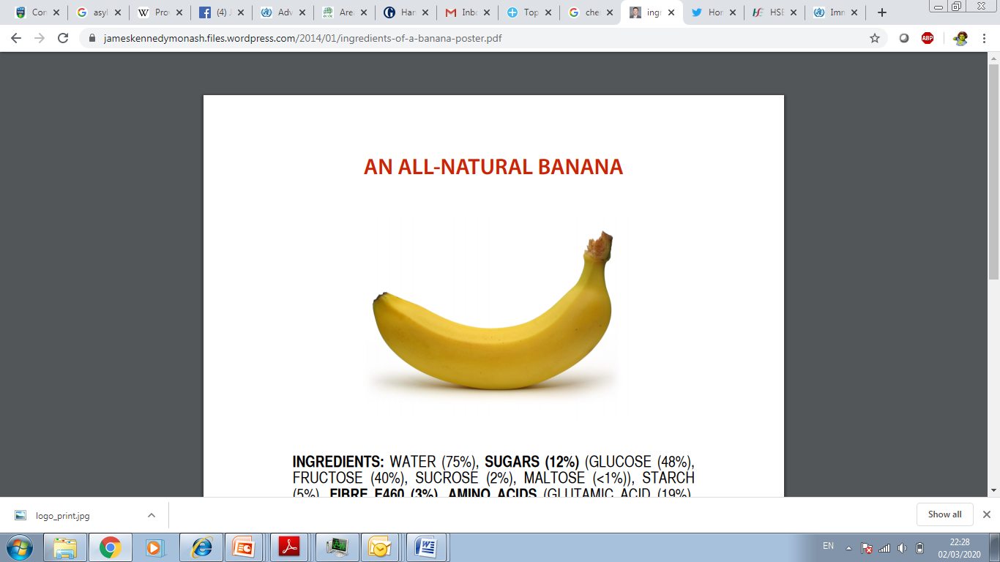 Cor
asyl
Pro
(4) J
Adv
Are
Har
Inbo
Top
che
ingr
Hor
HSE
Imn
jameskennedymonash.files.wordpress.com/2014/01/ingredients-of-a-banana-poster.pdf
ABP
AN ALL-NATURAL BANANA
INGREDIENTS: WATER (75%), SUGARS (12%) (GLUCOSE (48%),
FRUCTOSE (40%), SUCROSE (2%), MALTOSE (<1%)), STARCH
(5%), FIBRE E460 (3%), AMINO ACIDS (GLUTAMIC ACID (19%),
logo_print.jpg
Show all
EN
22:28
02/03/2020